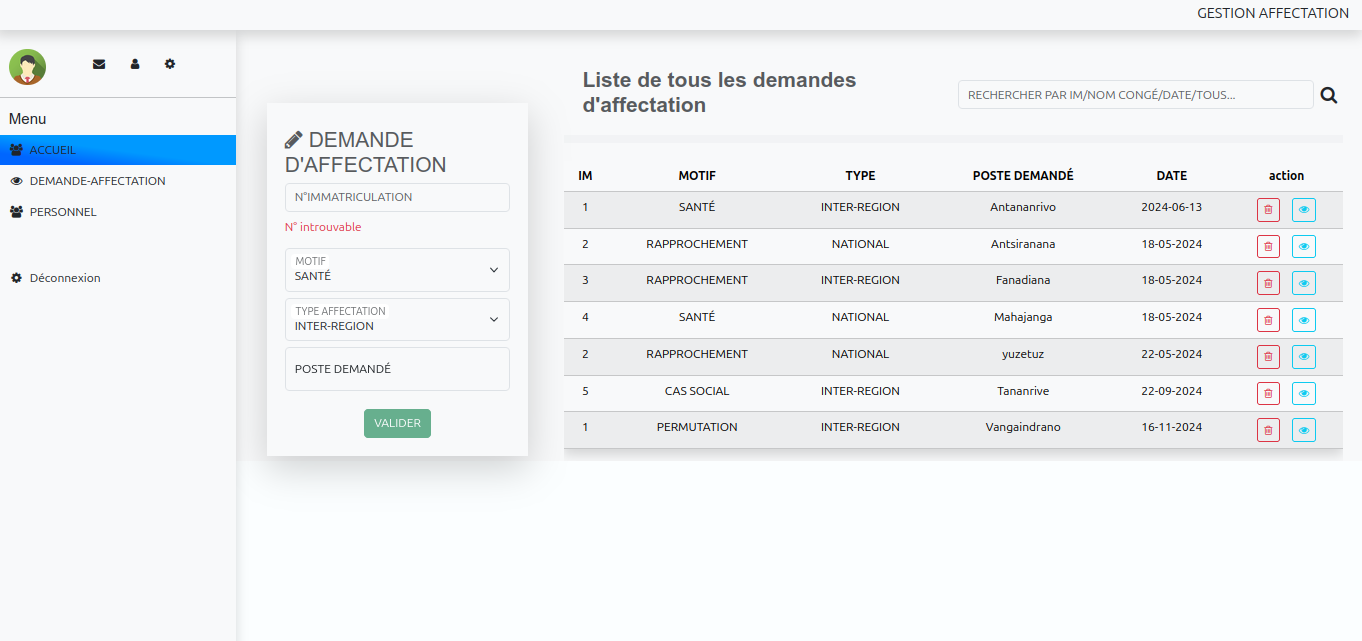 GESTION AFFECTATION
Menu
ACCUEIL
DEMANDE-AFFECTATION
PERSONNEL
Déconnexion
DEMANDE
D'AFFECTATION
N°IMMATRICULATION
N° introuvable
MOTIF
SANTÉ
TYPE AFFECTATION
INTER-REGION
POSTE DEMANDÉ
VALIDER
Liste de tous les demandes
d'affectation
RECHERCHER PAR IM/NOM CONGÉ/DATE/TOUS...
IM MOTIF TYPE POSTE DEMANDÉ DATE action
1 SANTÉ INTER-REGION Antananrivo 2024-06-13
2 RAPPROCHEMENT NATIONAL Antsiranana 18-05-2024
3 RAPPROCHEMENT INTER-REGION Fanadiana 18-05-2024
4 SANTÉ NATIONAL Mahajanga 18-05-2024
2 RAPPROCHEMENT NATIONAL yuzetuz 22-05-2024
5 CAS SOCIAL INTER-REGION Tananrive 22-09-2024
1 PERMUTATION INTER-REGION Vangaindrano 16-11-2024